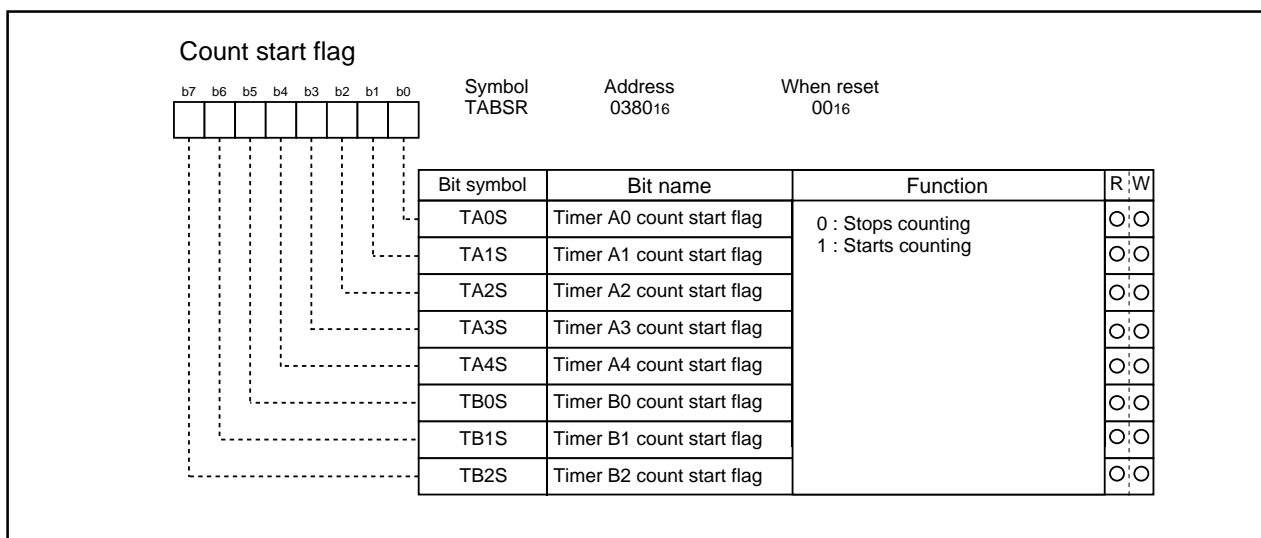 Count start flag
b7 b6 b5 b4 b3 b2 b1 b0
Symbol Address When reset
TABSR 038016 0016
Bit symbol Bit name Function R W
TA0S Timer A0 count start flag 0 : Stops counting
1 : Starts counting
TA1S Timer A1 count start flag
TA2S Timer A2 count start flag
TA3S Timer A3 count start flag
TA4S Timer A4 count start flag
TB0S Timer B0 count start flag
TB1S Timer B1 count start flag
TB2S Timer B2 count start flag